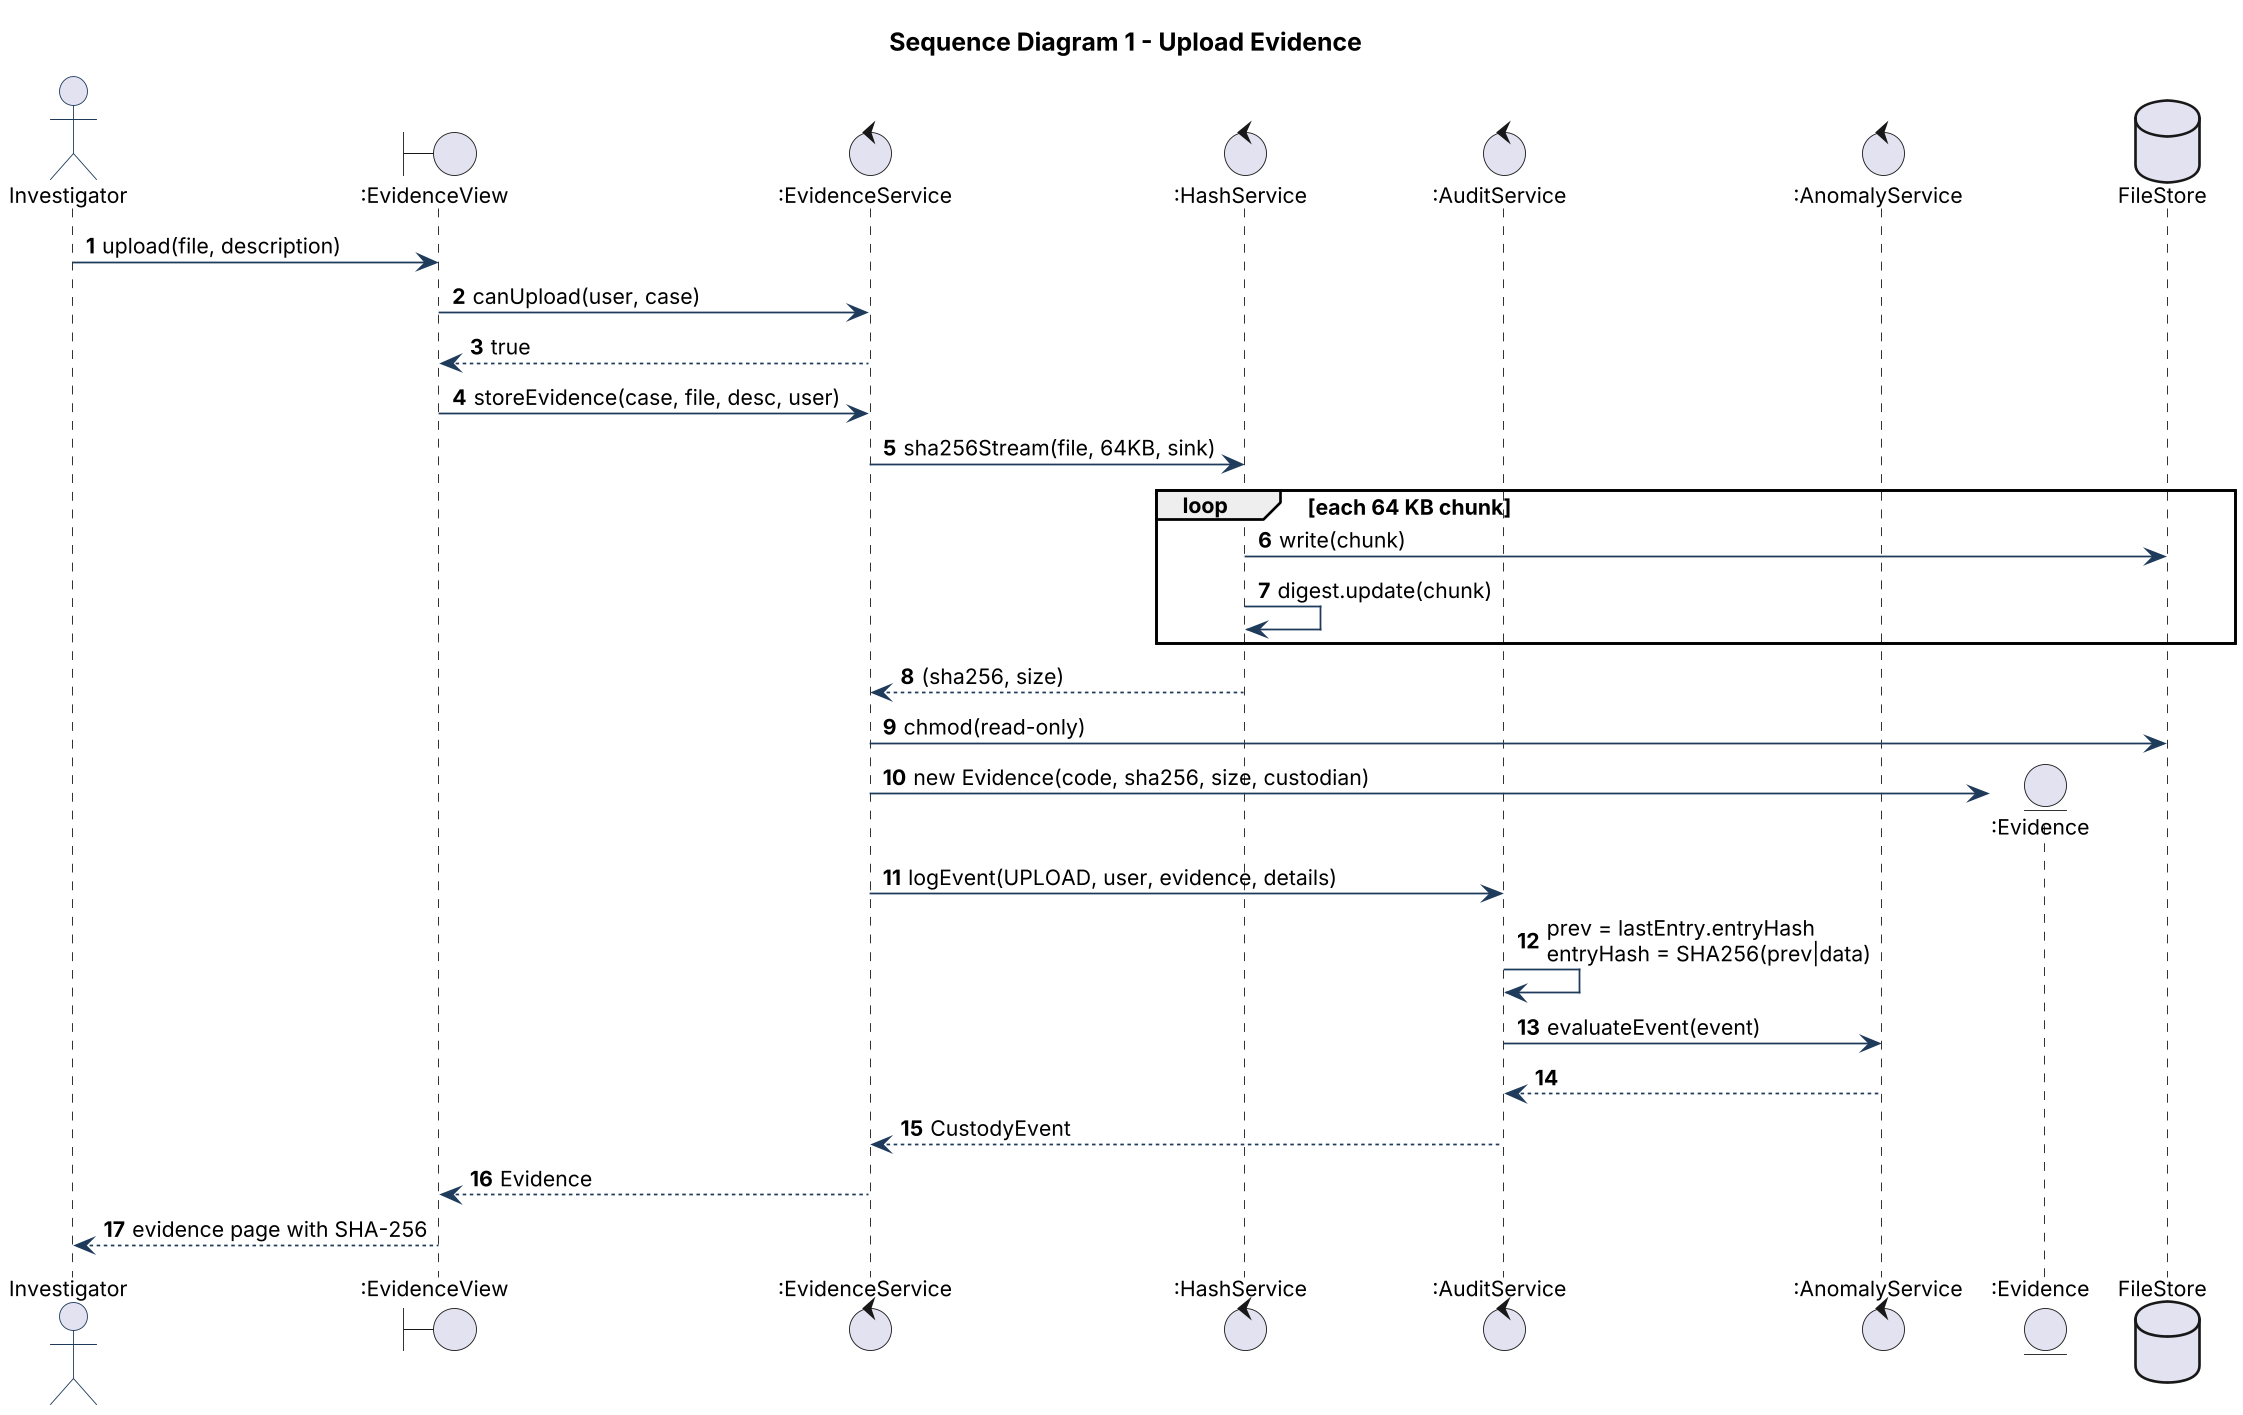 Sequence Diagram 1 - Upload Evidence
Investigator
:EvidenceView
:EvidenceService
:HashService
:AuditService
:AnomalyService
FileStore
1 upload(file, description)
2 canUpload(user, case)
3 true
4 storeEvidence(case, file, desc, user)
5 sha256Stream(file, 64KB, sink)
loop [each 64 KB chunk]
6 write(chunk)
7 digest.update(chunk)
8 (sha256, size)
9 chmod(read-only)
10 new Evidence(code, sha256, size, custodian)
:Evidence
11 logEvent(UPLOAD, user, evidence, details)
12 prev = lastEntry.entryHash
entryHash = SHA256(prev|data)
13 evaluateEvent(event)
14
15 CustodyEvent
16 Evidence
17 evidence page with SHA-256
Investigator
:EvidenceView
:EvidenceService
:HashService
:AuditService
:AnomalyService
:Evidence
FileStore